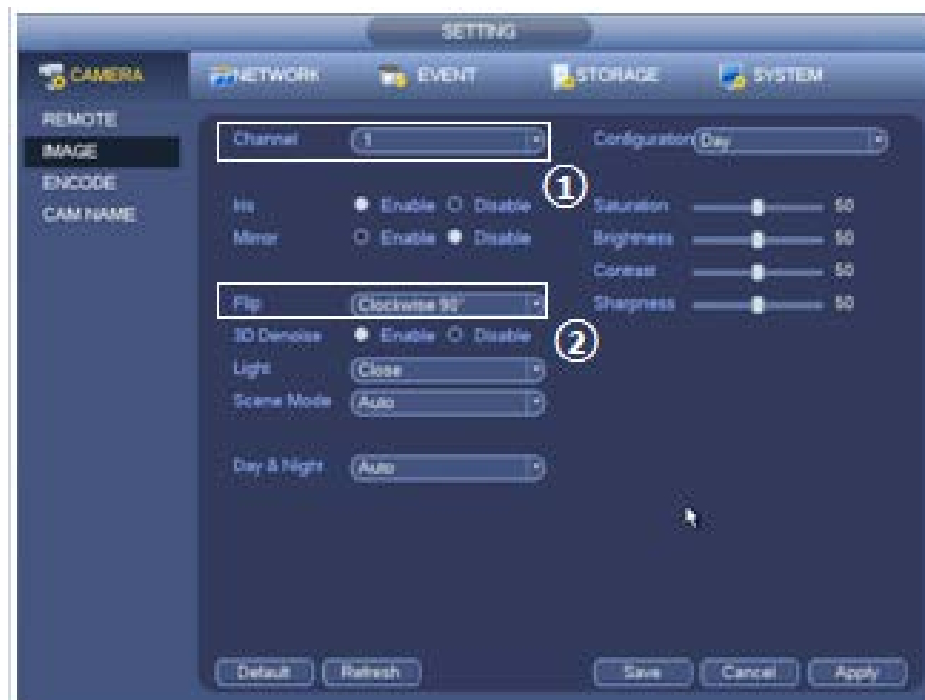 SETTING
CAMERA NETWORK EVENT STORAGE SYSTEM
REMOTE
IMAGE
ENCODE
CAM NAME
Channel 1 Configuration Day
①
Iris Enable Disable Saturation 50
Mirror Enable Disable Brightness 50
Contrast 50
Flip Clockwise 90° Sharpness 50
②
3D Denoise Enable Disable
Light Close
Scene Mode Auto
Day & Night Auto
Default Refresh Save Cancel Apply